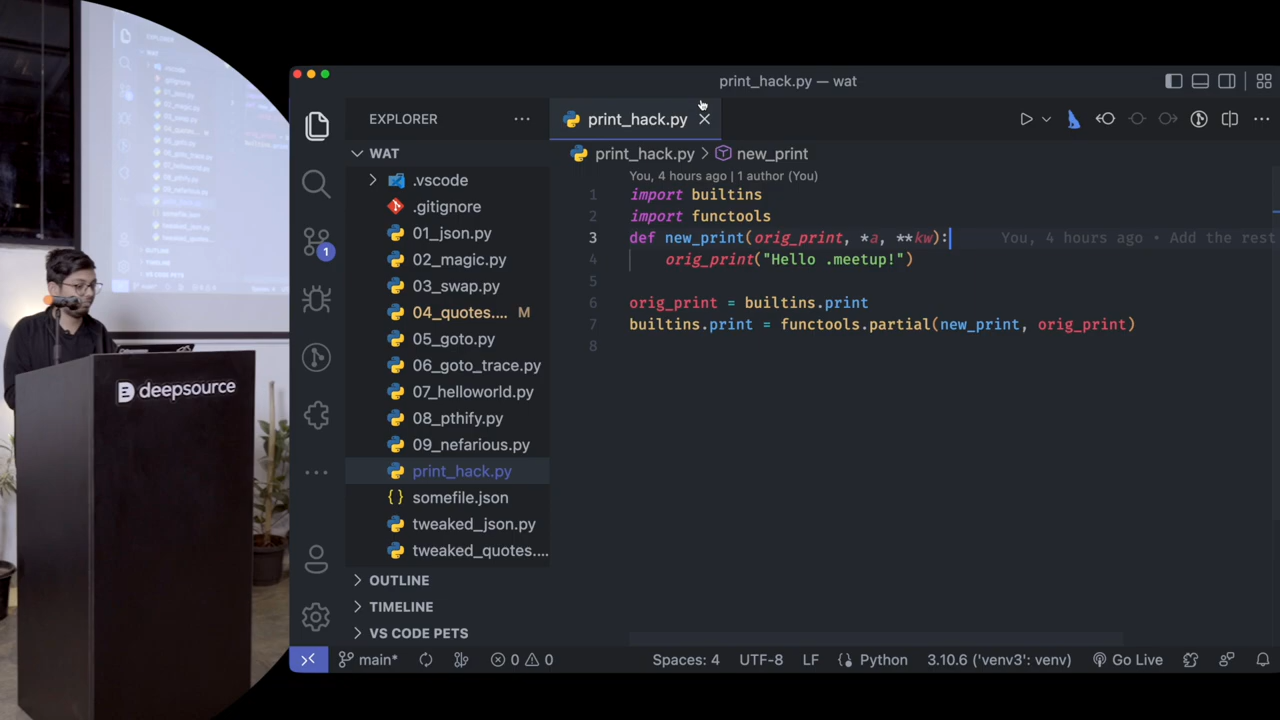 print_hack.py — wat
EXPLORER
print_hack.py
WAT
print_hack.py > new_print
.vscode
.gitignore
01_json.py
02_magic.py
03_swap.py
04_quotes.... M
05_goto.py
06_goto_trace.py
07_helloworld.py
08_pthify.py
09_nefarious.py
print_hack.py
somefile.json
tweaked_json.py
tweaked_quotes....
OUTLINE
TIMELINE
VS CODE PETS
1
You, 4 hours ago | 1 author (You)
1 import builtins
2 import functools
3 def new_print(orig_print, *a, **kw): You, 4 hours ago • Add the rest
4 orig_print("Hello .meetup!")
5
6 orig_print = builtins.print
7 builtins.print = functools.partial(new_print, orig_print)
8
main* 0 0 Spaces: 4 UTF-8 LF Python 3.10.6 ('venv3': venv) Go Live
deepsource